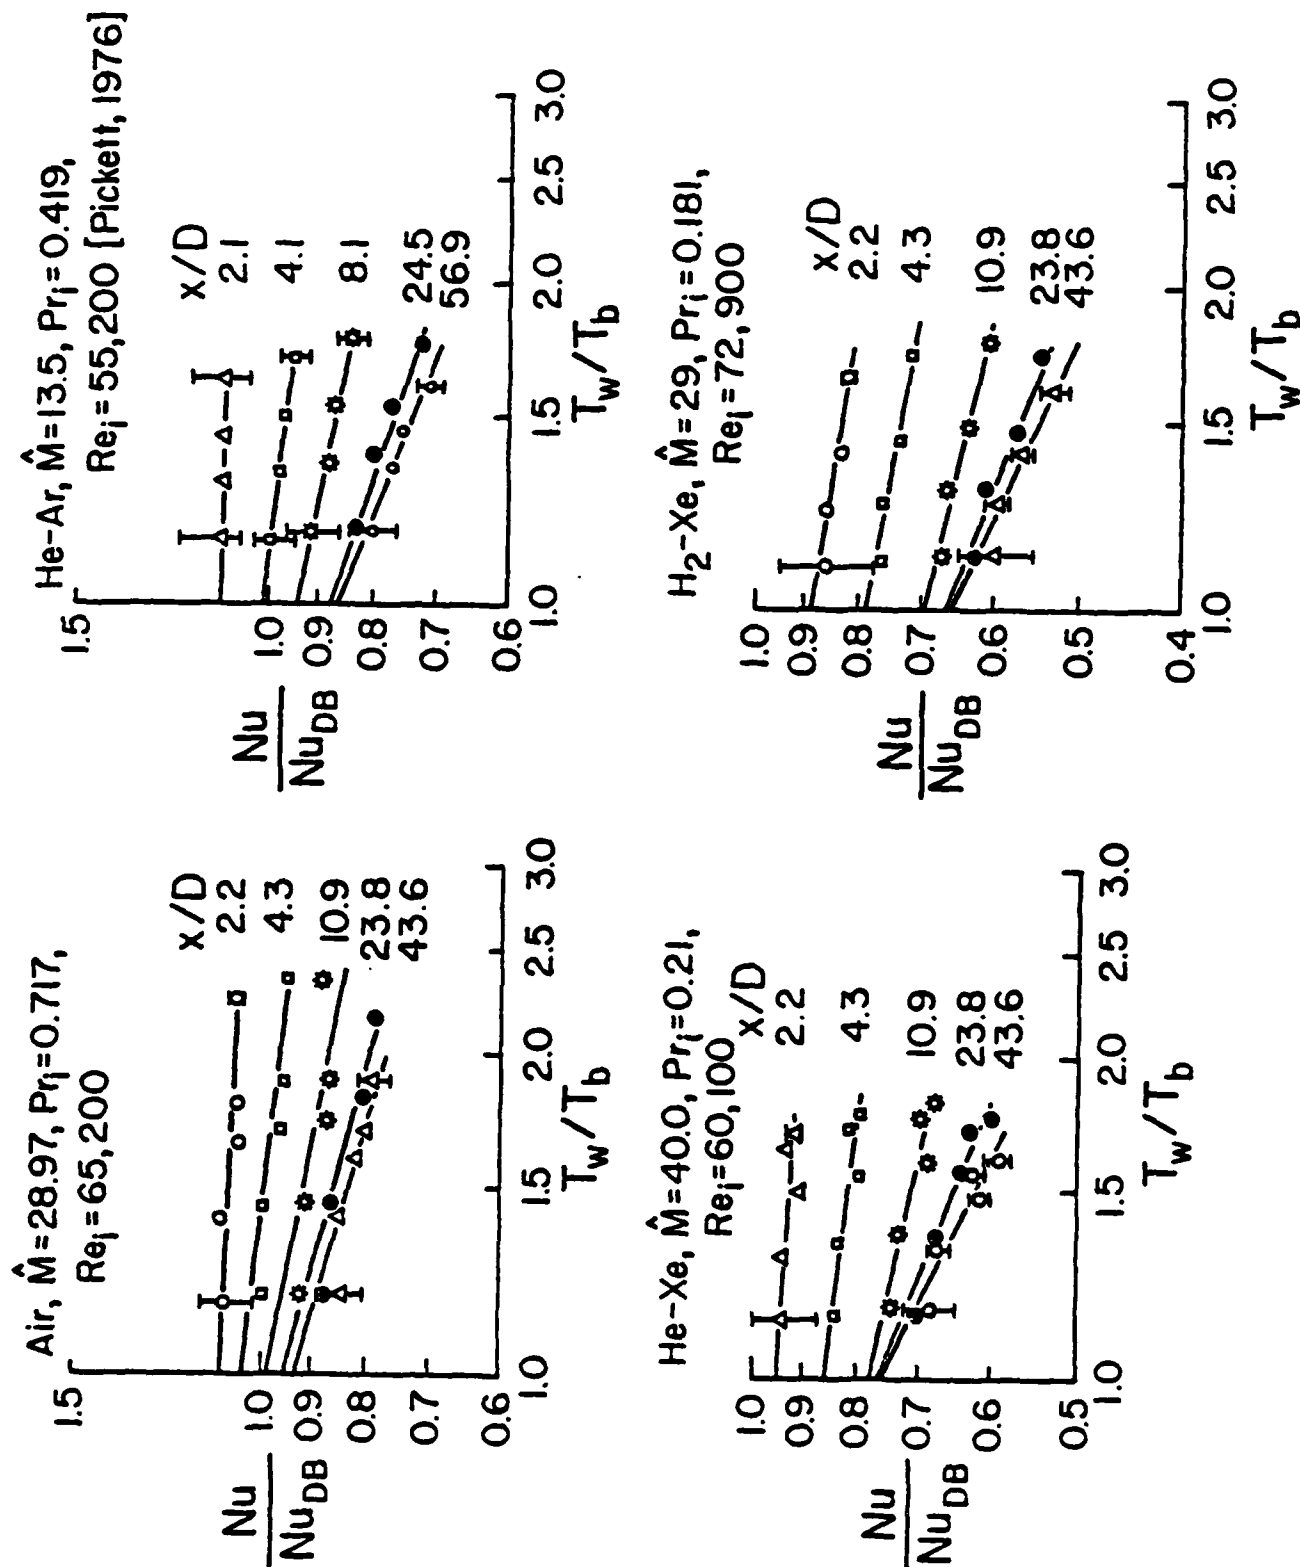 Air, M̂=28.97, Prᵢ=0.717,
Reᵢ=65,200
Nu
Nu_DB
1.5
1.0
0.9
0.8
0.7
0.6
X/D
2.2
4.3
10.9
23.8
43.6
1.0
1.5
2.0
2.5
3.0
T_w/T_b
He-Ar, M̂=13.5, Prᵢ=0.419,
Reᵢ=55,200 [Pickett, 1976]
Nu
Nu_DB
1.5
1.0
0.9
0.8
0.7
0.6
X/D
2.1
4.1
8.1
24.5
56.9
1.0
1.5
2.0
2.5
3.0
T_w/T_b
He-Xe, M̂=40.0, Prᵢ=0.21,
Reᵢ=60,100
Nu
Nu_DB
1.0
0.9
0.8
0.7
0.6
0.5
X/D
2.2
4.3
10.9
23.8
43.6
1.0
1.5
2.0
2.5
3.0
T_w/T_b
H₂-Xe, M̂=29, Prᵢ=0.181,
Reᵢ=72,900
Nu
Nu_DB
1.0
0.9
0.8
0.7
0.6
0.5
0.4
X/D
2.2
4.3
10.9
23.8
43.6
1.0
1.5
2.0
2.5
3.0
T_w/T_b